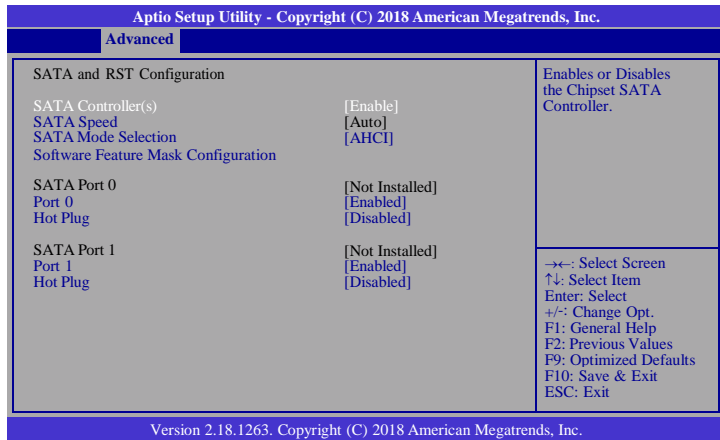 Aptio Setup Utility - Copyright (C) 2018 American Megatrends, Inc.
Advanced
SATA and RST Configuration
SATA Controller(s) [Enable]
SATA Speed [Auto]
SATA Mode Selection [AHCI]
Software Feature Mask Configuration
SATA Port 0 [Not Installed]
Port 0 [Enabled]
Hot Plug [Disabled]
SATA Port 1 [Not Installed]
Port 1 [Enabled]
Hot Plug [Disabled]
Enables or Disables
the Chipset SATA
Controller.
→←: Select Screen
↑↓: Select Item
Enter: Select
+/-: Change Opt.
F1: General Help
F2: Previous Values
F9: Optimized Defaults
F10: Save & Exit
ESC: Exit
Version 2.18.1263. Copyright (C) 2018 American Megatrends, Inc.